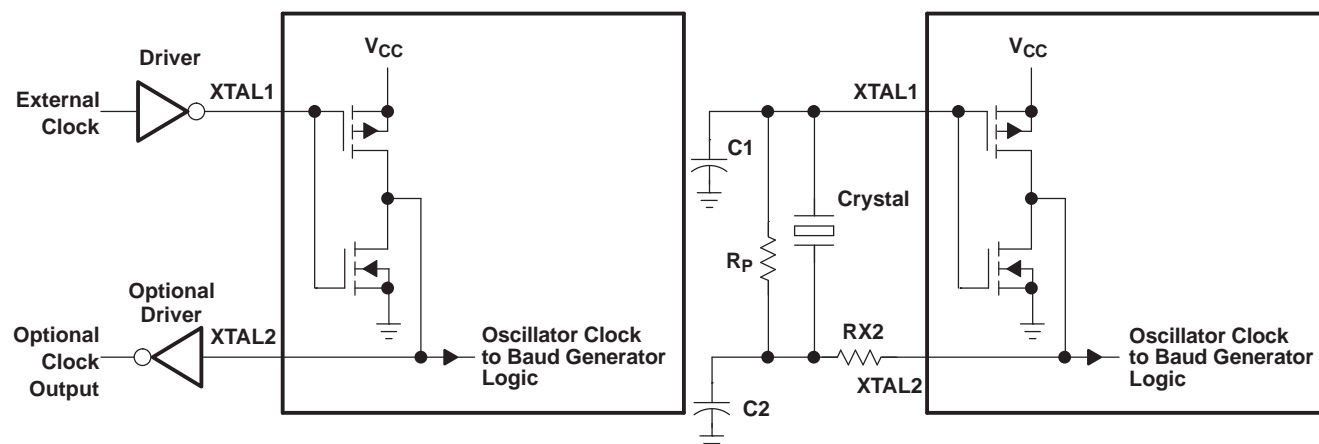 VCC
Driver
XTAL1
External
Clock
Optional
Driver
XTAL2
Optional
Clock
Output
Oscillator Clock
to Baud Generator
Logic
VCC
XTAL1
C1
Crystal
RP
RX2
XTAL2
C2
Oscillator Clock
to Baud Generator
Logic